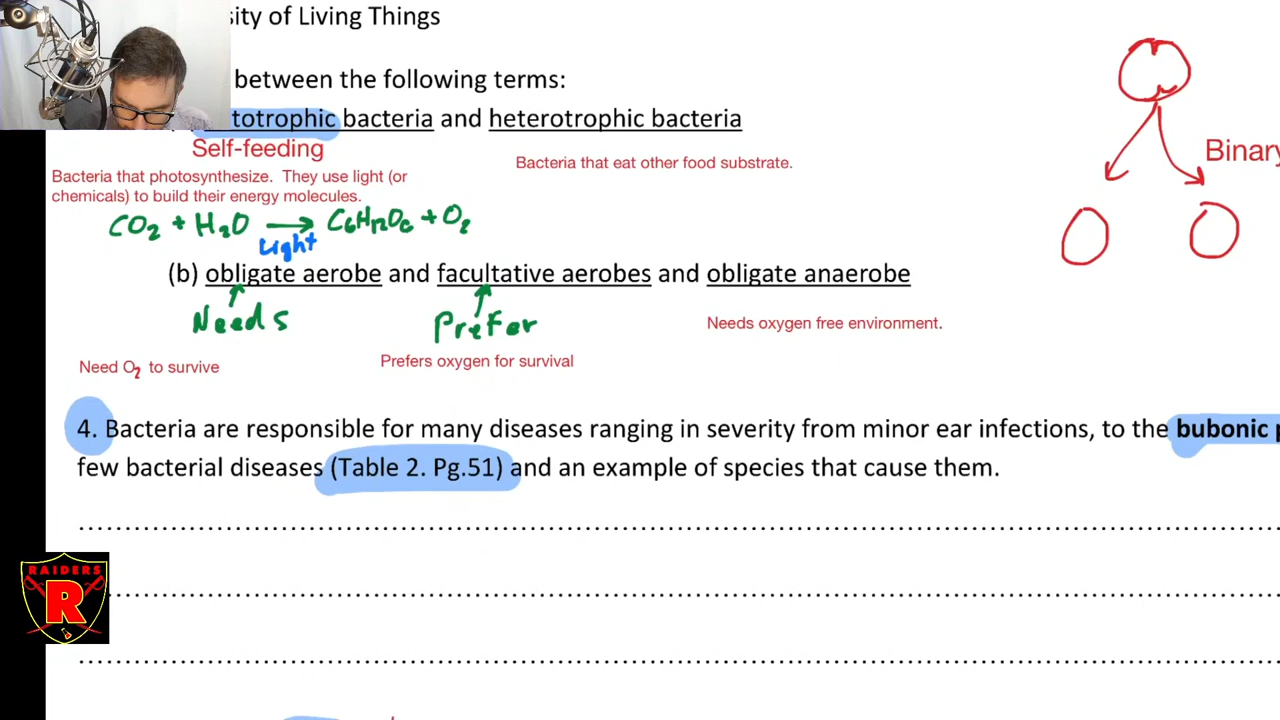 sity of Living Things
between the following terms:
totrophic bacteria and heterotrophic bacteria
Self-feeding
Bacteria that eat other food substrate.
Binary
Bacteria that photosynthesize. They use light (or
chemicals) to build their energy molecules.
CO2 + H2O → C6H12O6 + O2
Light
(b) obligate aerobe and facultative aerobes and obligate anaerobe
Needs
Prefer
Needs oxygen free environment.
Need O2 to survive
Prefers oxygen for survival
4. Bacteria are responsible for many diseases ranging in severity from minor ear infections, to the bubonic p
few bacterial diseases (Table 2. Pg.51) and an example of species that cause them.
RAIDERS
R